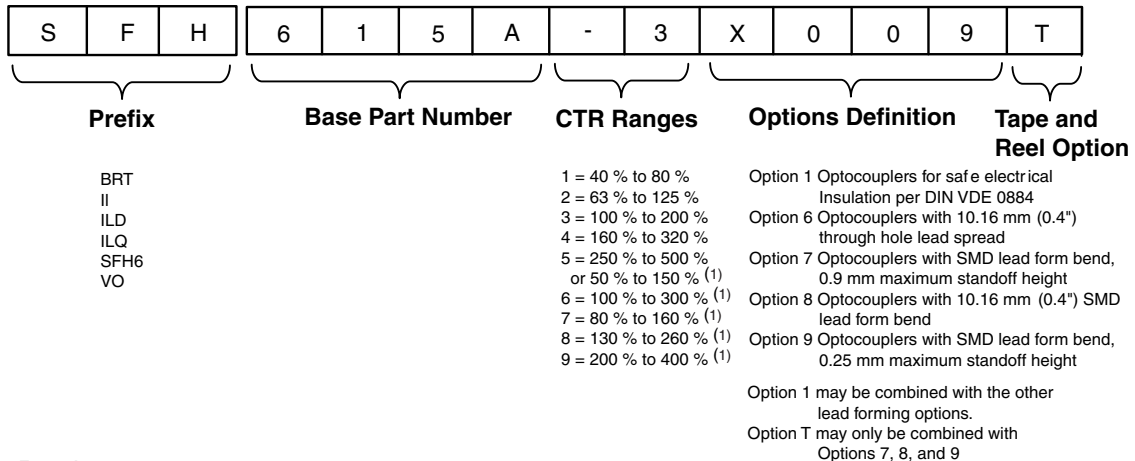 S F H 6 1 5 A - 3 X 0 0 9 T
Prefix
BRT
Il
ILD
ILQ
SFH6
VO
Base Part Number
CTR Ranges
1 = 40 % to 80 %
2 = 63 % to 125 %
3 = 100 % to 200 %
4 = 160 % to 320 %
5 = 250 % to 500 %
or 50 % to 150 % (1)
6 = 100 % to 300 % (1)
7 = 80 % to 160 % (1)
8 = 130 % to 260 % (1)
9 = 200 % to 400 % (1)
Options Definition
Option 1 Optocouplers for safe electrical
Insulation per DIN VDE 0884
Option 6 Optocouplers with 10.16 mm (0.4")
through hole lead spread
Option 7 Optocouplers with SMD lead form bend,
0.9 mm maximum standoff height
Option 8 Optocouplers with 10.16 mm (0.4") SMD
lead form bend
Option 9 Optocouplers with SMD lead form bend,
0.25 mm maximum standoff height
Option 1 may be combined with the other
lead forming options.
Option T may only be combined with
Options 7, 8, and 9
Tape and
Reel Option